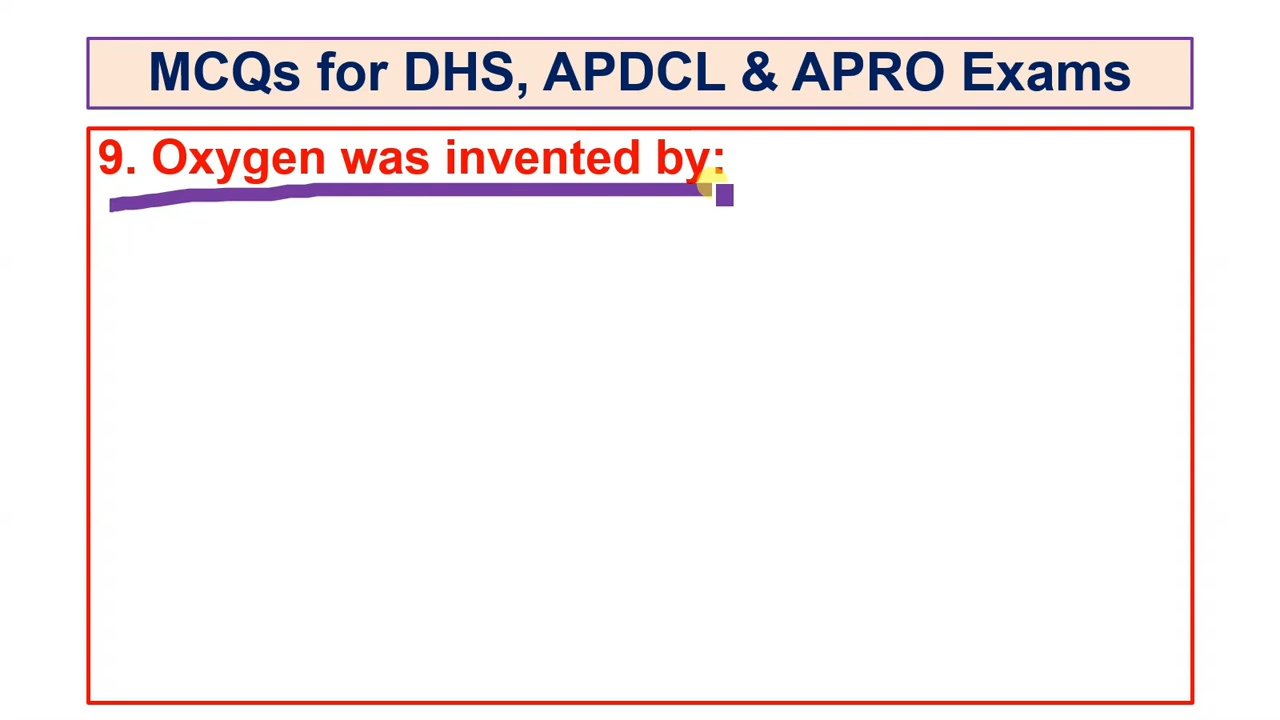 MCQs for DHS, APDCL & APRO Exams
9. Oxygen was invented by: